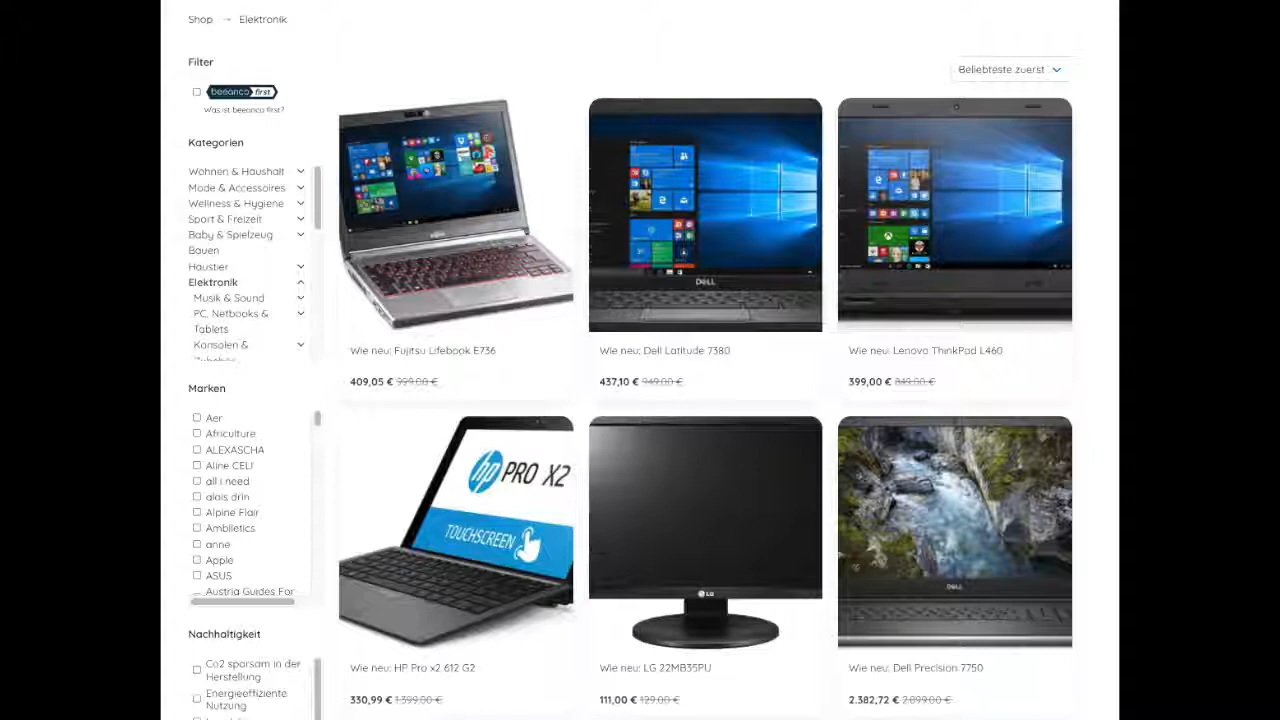 Shop → Elektronik
Filter
beeanco first
Was ist beeanco first?
Beliebteste zuerst
Kategorien
Wohnen & Haushalt
Mode & Accessoires
Wellness & Hygiene
Sport & Freizeit
Baby & Spielzeug
Bauen
Haustier
Elektronik
Musik & Sound
PC, Netbooks &
Tablets
Konsolen &
Zubehör
Marken
Aer
Africulture
ALEXASCHA
Aline CELI
all i need
alois drin
Alpine Flair
Ambiletics
anne
Apple
ASUS
Austria Guides For
Nachhaltigkeit
Co2 sparsam in der
Herstellung
Energieeffiziente
Nutzung
DELL
Wie neu: Fujitsu Lifebook E736
409,05 € 999,00 €
Wie neu: Dell Latitude 7380
437,10 € 949,00 €
Wie neu: Lenovo ThinkPad L460
399,00 € 849,00 €
hp PRO X2
TOUCHSCREEN
LG
DELL
Wie neu: HP Pro x2 612 G2
330,99 € 1.399,00 €
Wie neu: LG 22MB35PU
111,00 € 129,00 €
Wie neu: Dell Precision 7750
2.382,72 € 2.899,00 €